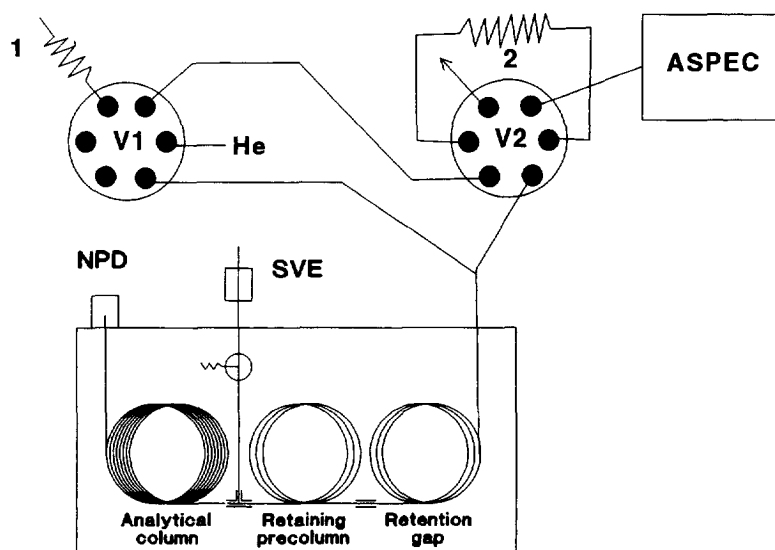 1
2
ASPEC
V1
He
V2
NPD
SVE
Analytical
column
Retaining
precolumn
Retention
gap